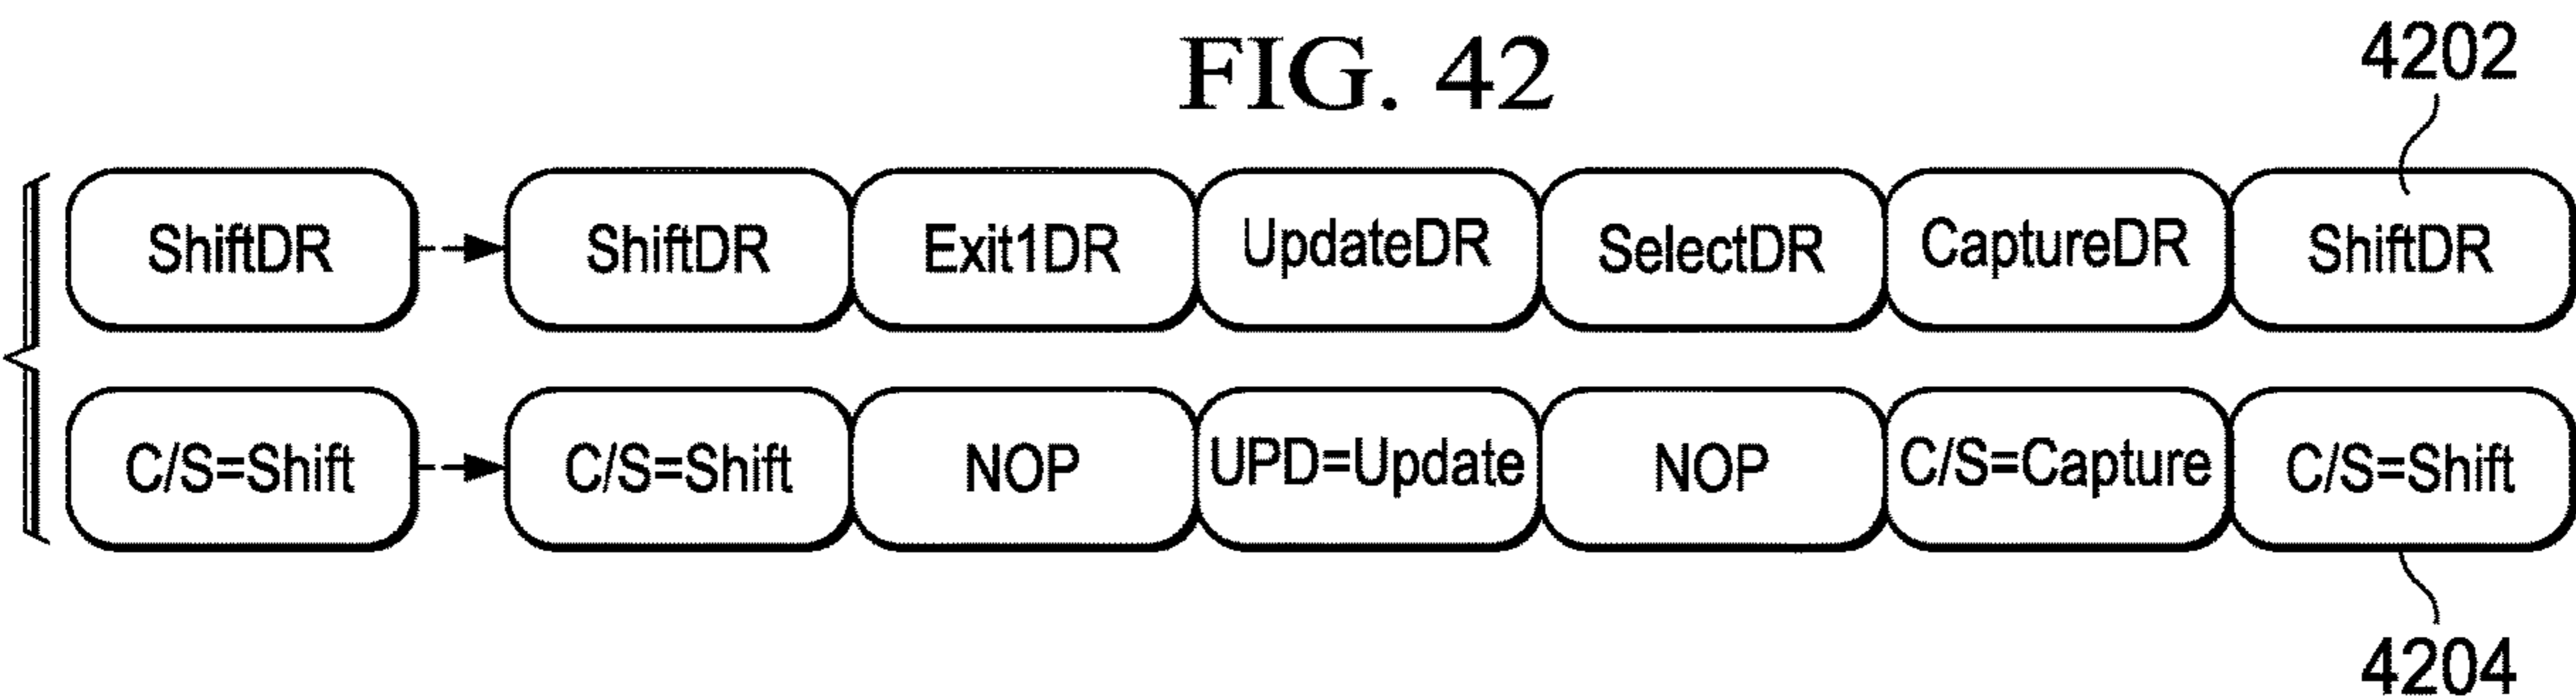 FIG. 42
4202
ShiftDR ShiftDR Exit1DR UpdateDR SelectDR CaptureDR ShiftDR
C/S=Shift C/S=Shift NOP UPD=Update NOP C/S=Capture C/S=Shift
4204